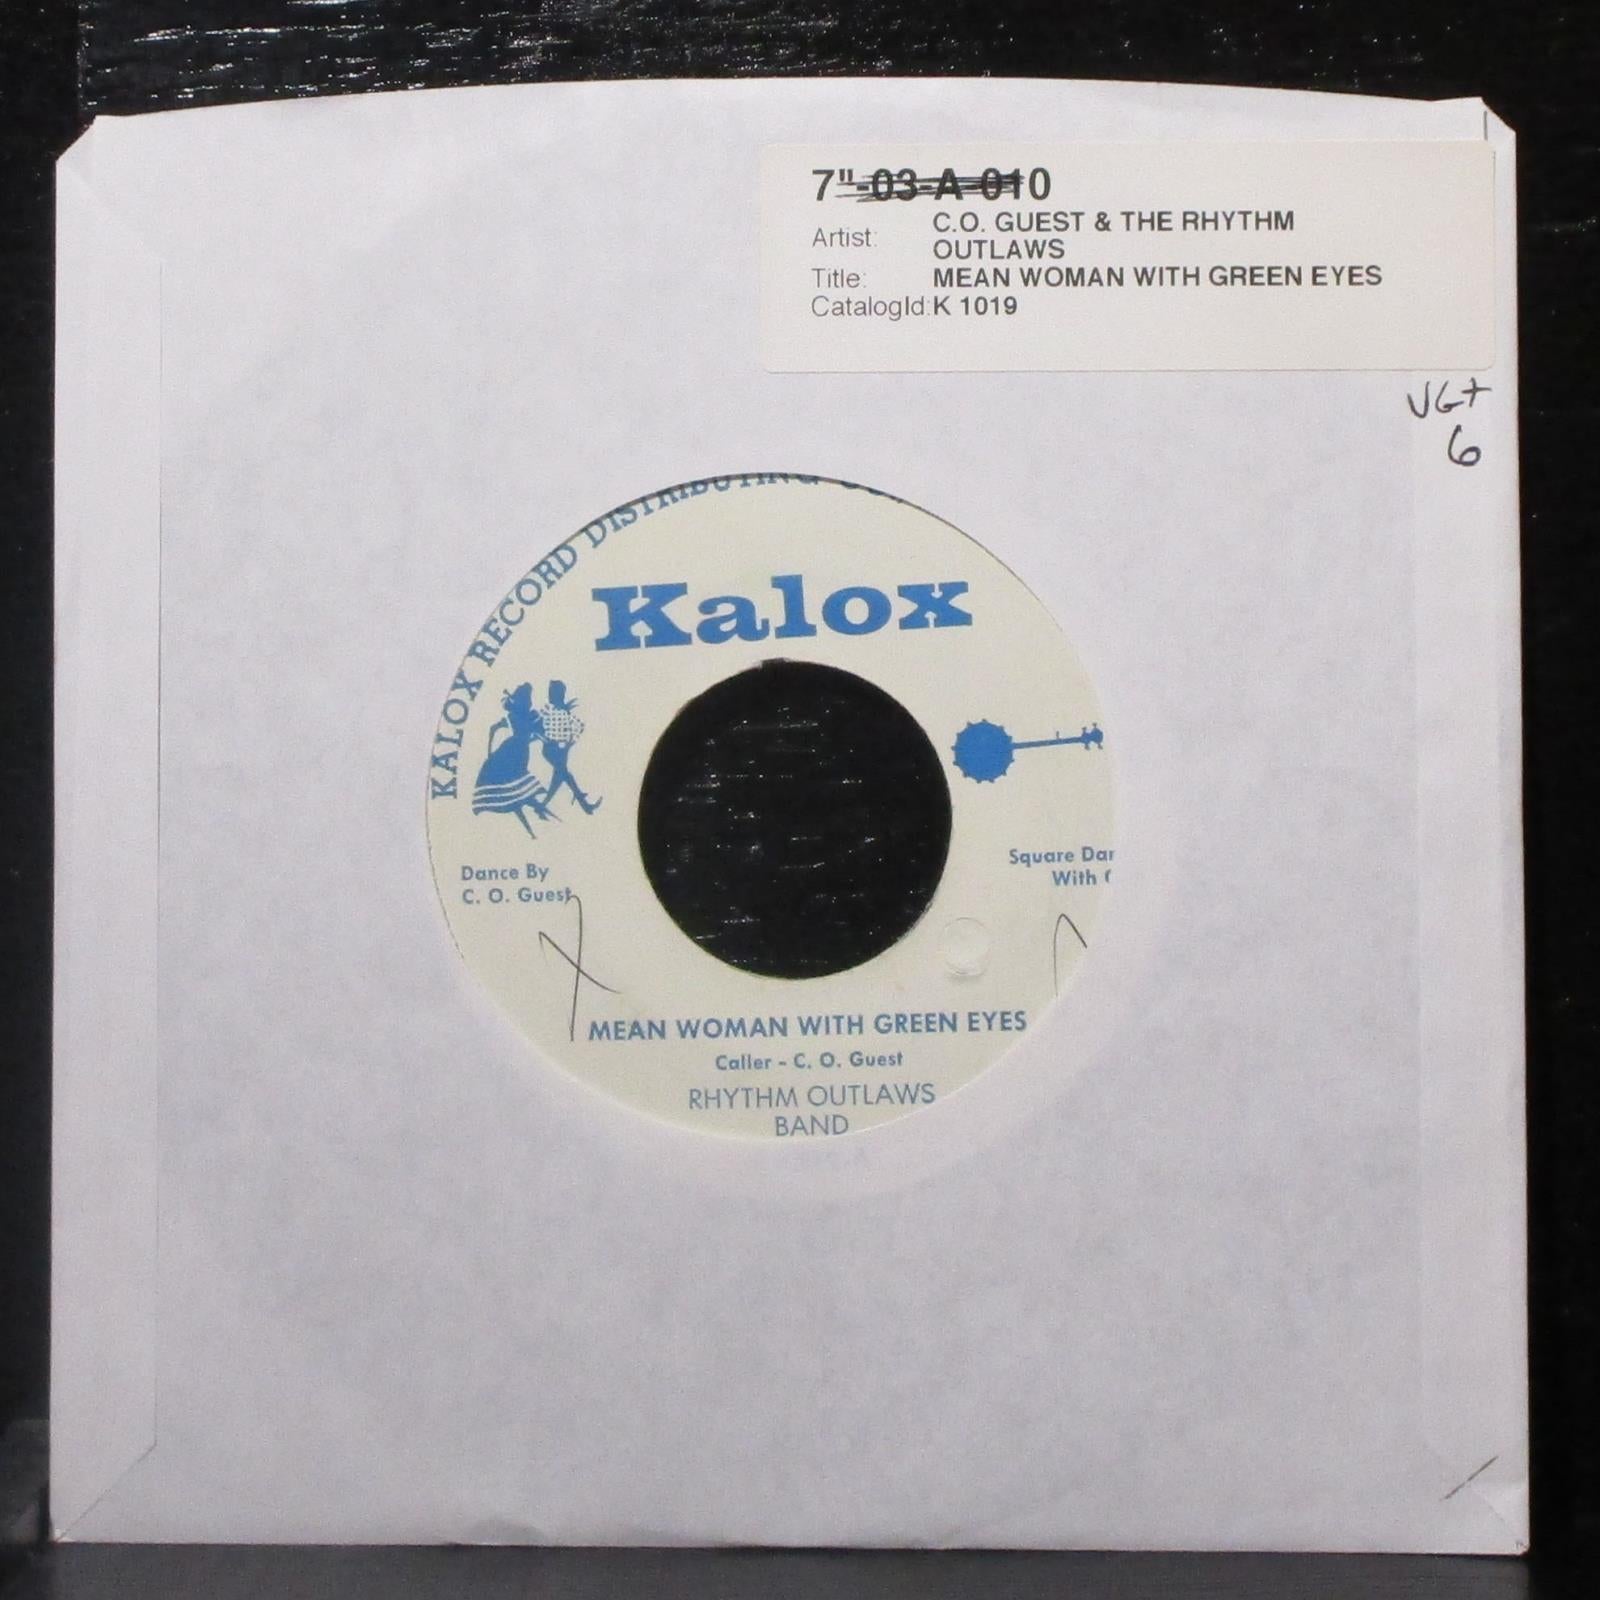 7"-03-A-010
Artist: C.O. GUEST & THE RHYTHM
OUTLAWS
Title: MEAN WOMAN WITH GREEN EYES
CatalogId: K 1019
VG+
6
KALOX RECORD DISTRIBUTING
Kalox
Dance By
C. O. Guest
Square
With
MEAN WOMAN WITH GREEN EYES
Caller - C. O. Guest
RHYTHM OUTLAWS
BAND